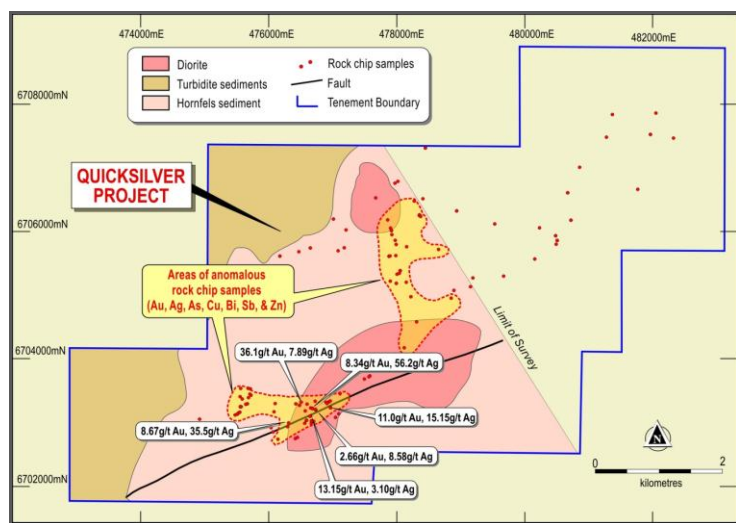 474000mE
476000mE
478000mE
480000mE
482000mE
Diorite
Turbidite sediments
Hornfels sediment
Rock chip samples
Fault
Tenement Boundary
6708000mN
6706000mN
6704000mN
6702000mN
QUICKSILVER
PROJECT
Areas of anomalous
rock chip samples
(Au, Ag, As, Cu, Bi, Sb, & Zn)
Limit of Survey
36.1g/t Au, 7.89g/t Ag
8.34g/t Au, 56.2g/t Ag
11.0g/t Au, 15.15g/t Ag
8.67g/t Au, 35.5g/t Ag
2.66g/t Au, 8.58g/t Ag
13.15g/t Au, 3.10g/t Ag
N
0
2
kilometres